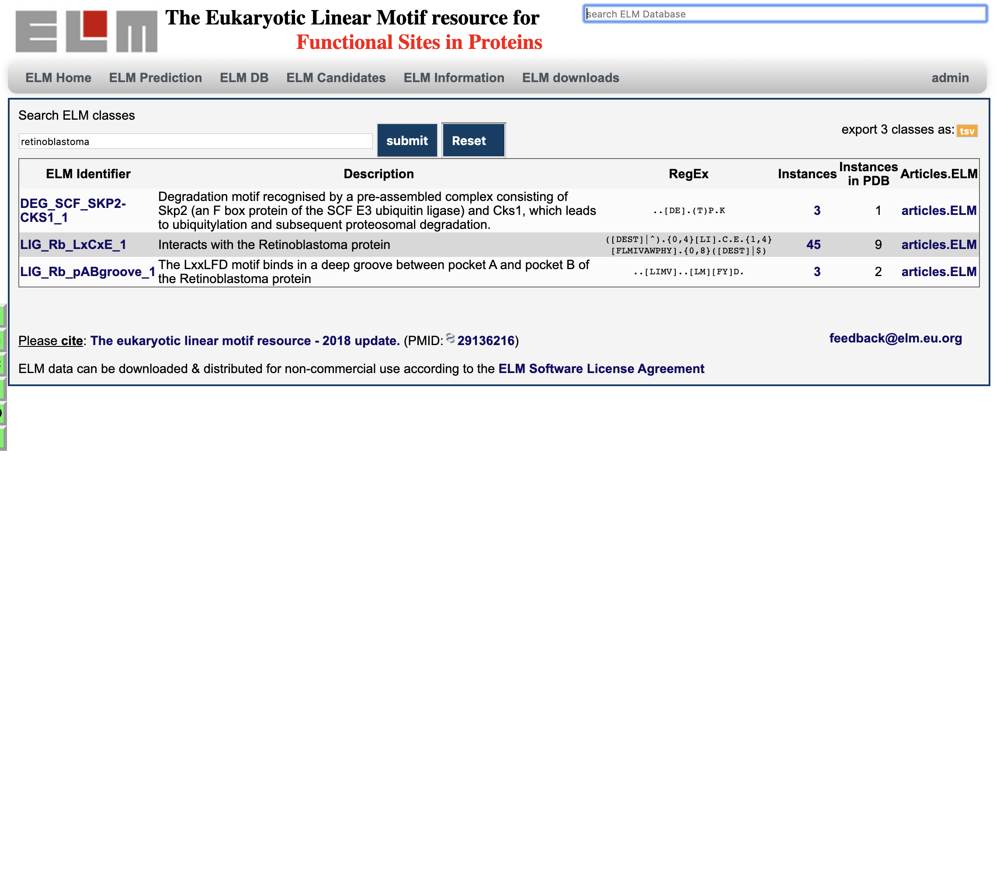 ELM
The Eukaryotic Linear Motif resource for
Functional Sites in Proteins
search ELM Database
ELM Home ELM Prediction ELM DB ELM Candidates ELM Information ELM downloads admin
Search ELM classes
export 3 classes as: tsv
retinoblastoma submit Reset
ELM Identifier Description RegEx Instances Instances in PDB Articles.ELM
DEG_SCF_SKP2-
CKS1_1
Degradation motif recognised by a pre-assembled complex consisting of
Skp2 (an F box protein of the SCF E3 ubiquitin ligase) and Cks1, which leads
to ubiquitylation and subsequent proteosomal degradation.
..[DE].(T)P.K 3 1 articles.ELM
LIG_Rb_LxCxE_1 Interacts with the Retinoblastoma protein
([DEST]|^).{0,4}[LI].C.E.{1,4}
[FLMIVAWPHY].{0,8}([DEST]|$)
45 9 articles.ELM
LIG_Rb_pABgroove_1
The LxxLFD motif binds in a deep groove between pocket A and pocket B of
the Retinoblastoma protein
..[LIMV]..[LM][FY]D. 3 2 articles.ELM
Please cite: The eukaryotic linear motif resource - 2018 update. (PMID: 29136216)
feedback@elm.eu.org
ELM data can be downloaded & distributed for non-commercial use according to the ELM Software License Agreement